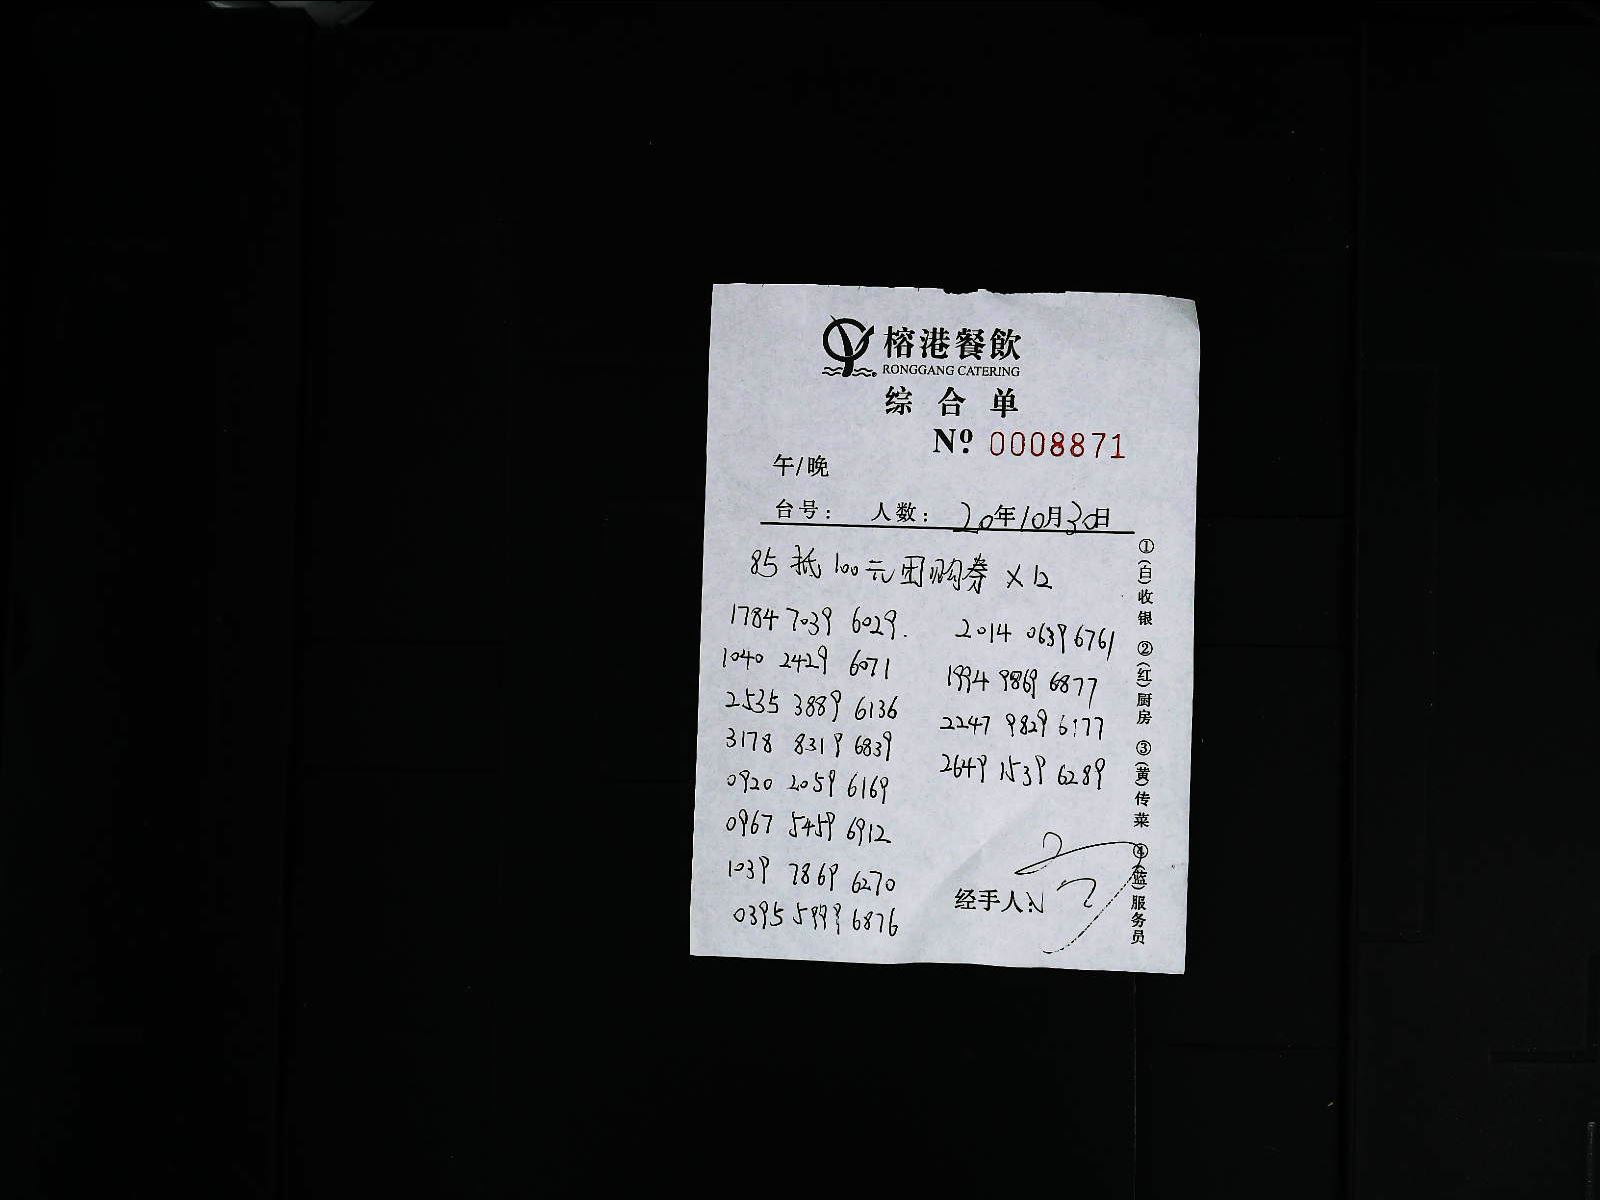 榕港餐飲
RONGGANG CATERING
综合单
Nº: 0008871
午/晚
台号： 人数： 20年10月30日
85抵100元团购券 ×12
1784 7039 6029.
1040 2429 6071
2535 3889 6136
3178 8319 6839
0920 2059 6169
0967 5459 6912
1039 7869 6270
0395 5999 6876
2014 0639 6761
1994 9869 6877
2247 9829 6177
2649 1539 6289
经手人:
①(白)收银 ②(红)厨房 ③(黄)传菜 ④(蓝)服务员